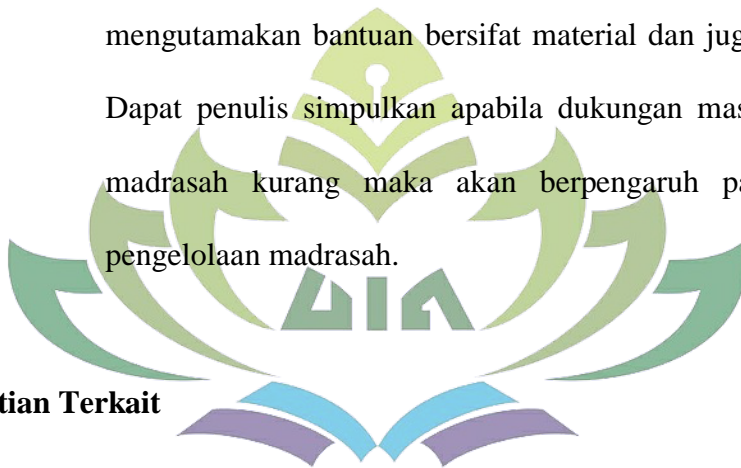 mengutamakan bantuan bersifat material dan jug
Dapat penulis simpulkan apabila dukungan mas
madrasah kurang maka akan berpengaruh pa
pengelolaan madrasah.
UIN
tian Terkait